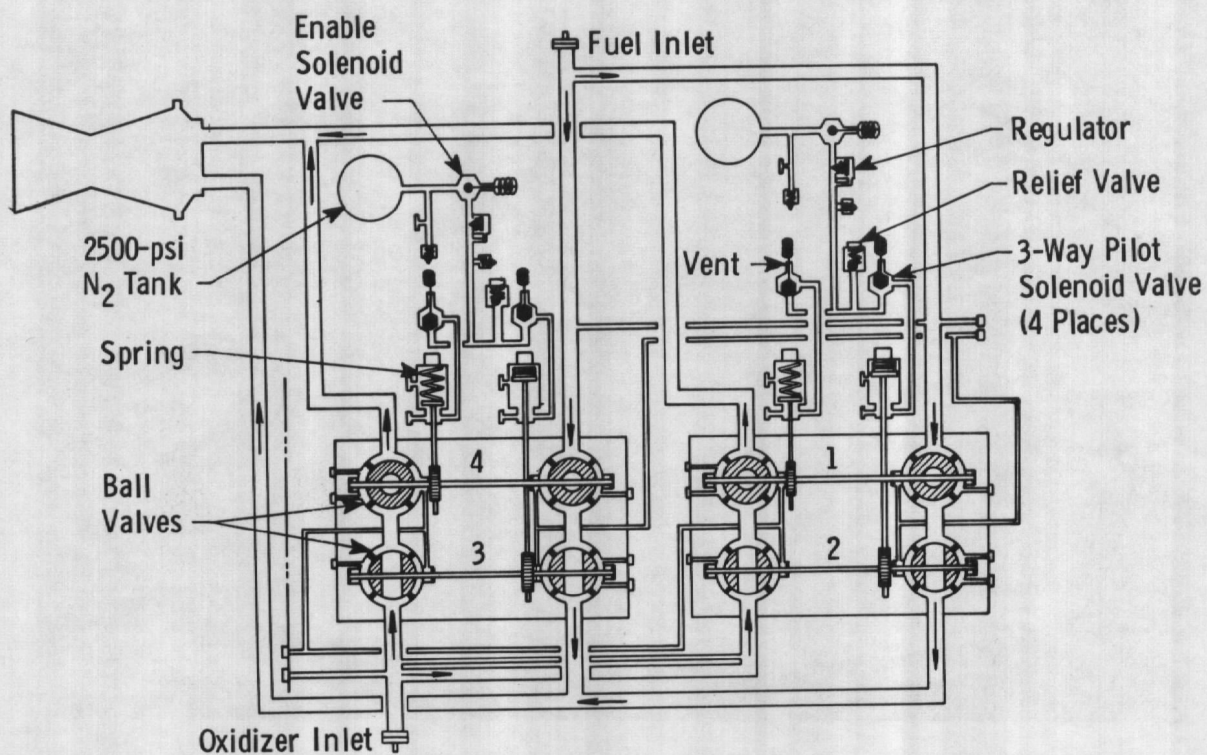 Enable
Solenoid
Valve
Fuel Inlet
Regulator
Relief Valve
2500-psi
N₂ Tank
Vent
3-Way Pilot
Solenoid Valve
(4 Places)
Spring
4
1
Ball
Valves
3
2
Oxidizer Inlet